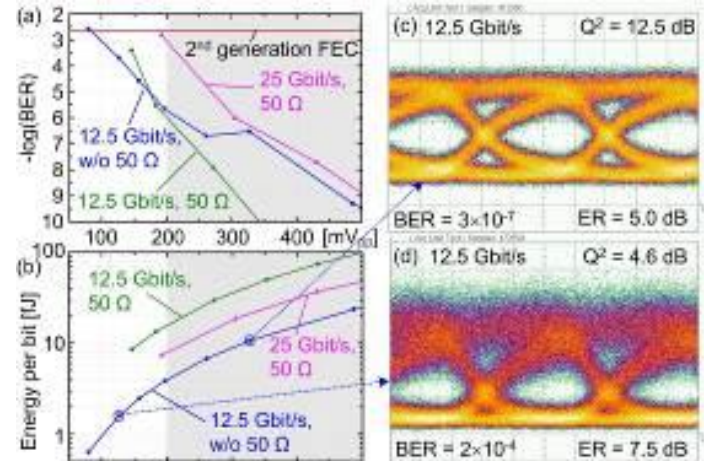 (a)
2
3
4
5
6
7
8
9
10
-log(BER)
2nd generation FEC
25 Gbit/s,
50 Ω
12.5 Gbit/s,
w/o 50 Ω
12.5 Gbit/s, 50 Ω
100 200 300 400
(b)
100
10
1
Energy per bit [fJ]
12.5 Gbit/s,
50 Ω
25 Gbit/s,
50 Ω
12.5 Gbit/s,
w/o 50 Ω
(c) 12.5 Gbit/s Q² = 12.5 dB
BER = 3×10⁻⁷ ER = 5.0 dB
(d) 12.5 Gbit/s Q² = 4.6 dB
BER = 2×10⁻⁴ ER = 7.5 dB